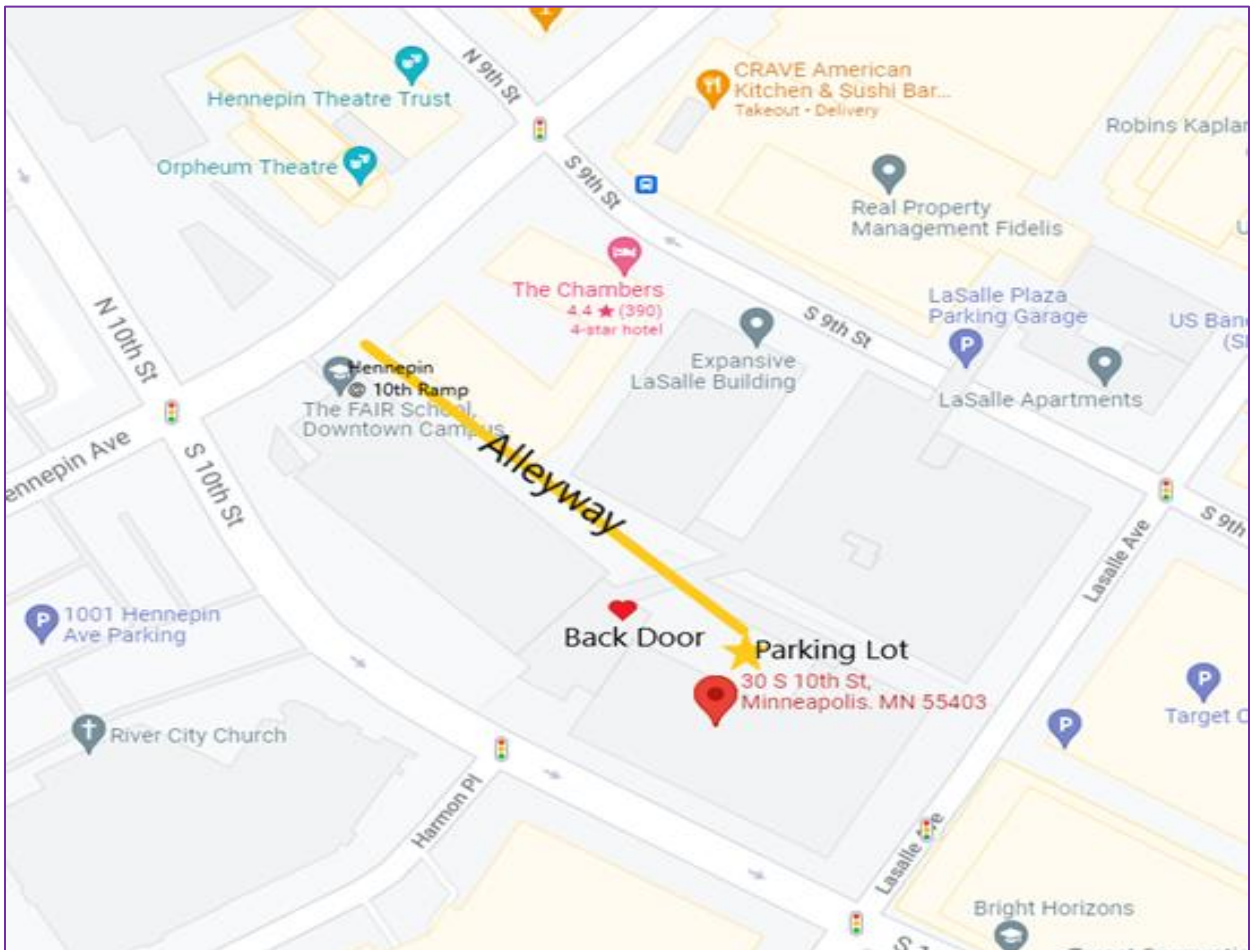 N 9th St
Hennepin Theatre Trust
Orpheum Theatre
CRAVE American
Kitchen & Sushi Bar...
Takeout • Delivery
Robins Kaplan
S 9th St
Real Property
Management Fidelis
The Chambers
4.4 ★ (390)
4-star hotel
LaSalle Plaza
Parking Garage
S 9th St
N 10th St
Expansive
LaSalle Building
LaSalle Apartments
Hennepin
@ 10th Ramp
The FAIR School,
Downtown Campus
ennepin Ave
S 10th St
Alleyway
S 9th
Lasalle Ave
1001 Hennepin
Ave Parking
Back Door
Parking Lot
30 S 10th St,
Minneapolis, MN 55403
Target C
River City Church
Harmon Pl
Lasalle Ave
Bright Horizons